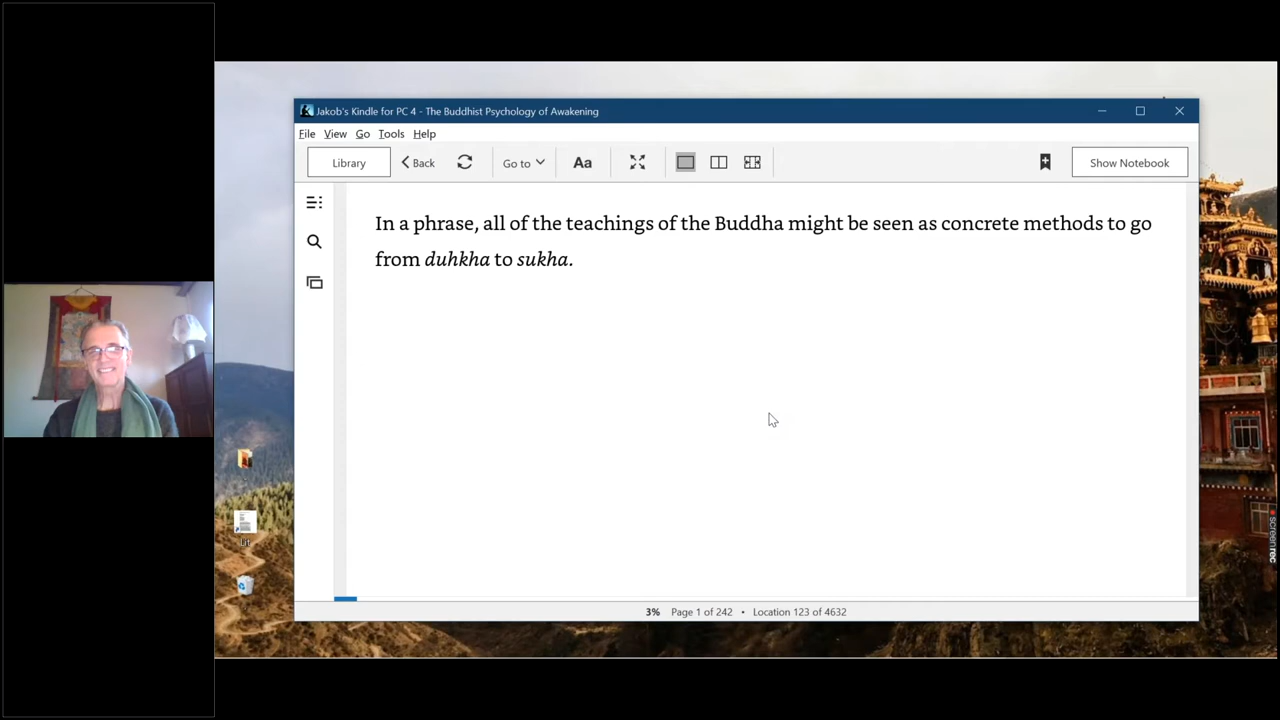 Jakob's Kindle for PC 4 - The Buddhist Psychology of Awakening
File View Go Tools Help
Library Back Go to Aa Show Notebook
In a phrase, all of the teachings of the Buddha might be seen as concrete methods to go
from duhkha to sukha.
Lit
3% Page 1 of 242 • Location 123 of 4632
screenrec